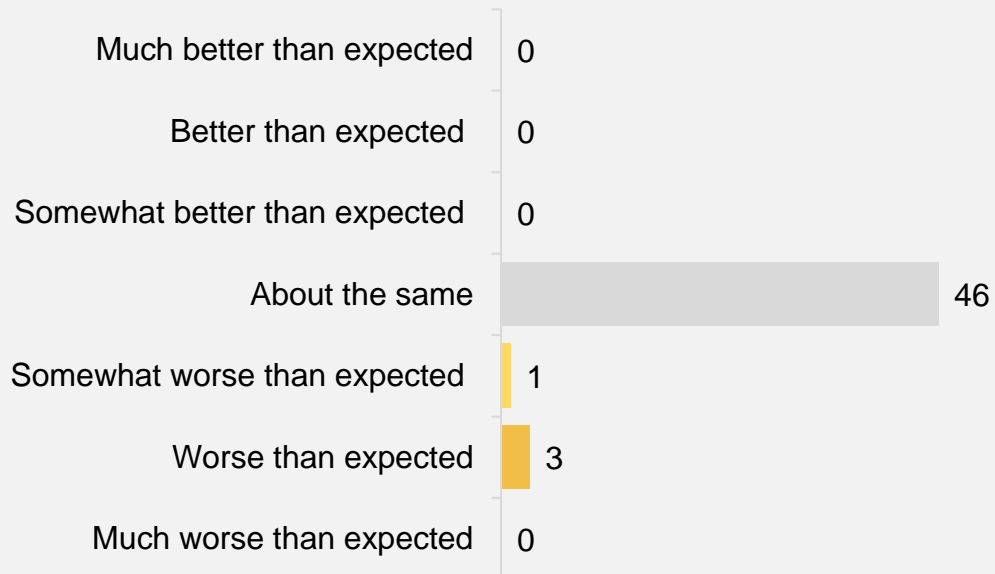 Much better than expected 0
Better than expected 0
Somewhat better than expected 0
About the same 46
Somewhat worse than expected 1
Worse than expected 3
Much worse than expected 0